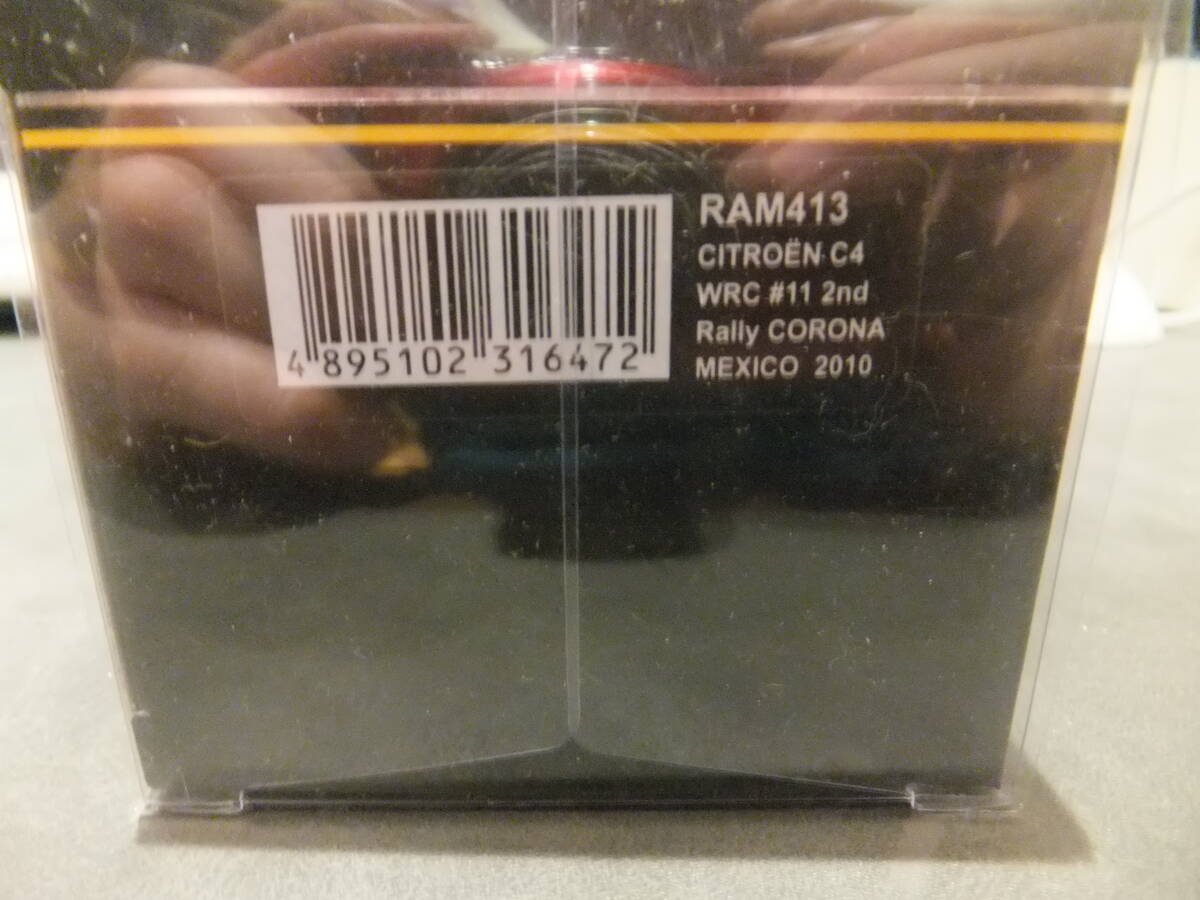 RAM413
CITROËN C4
WRC #11 2nd
Rally CORONA
MEXICO 2010
4 895102 316472